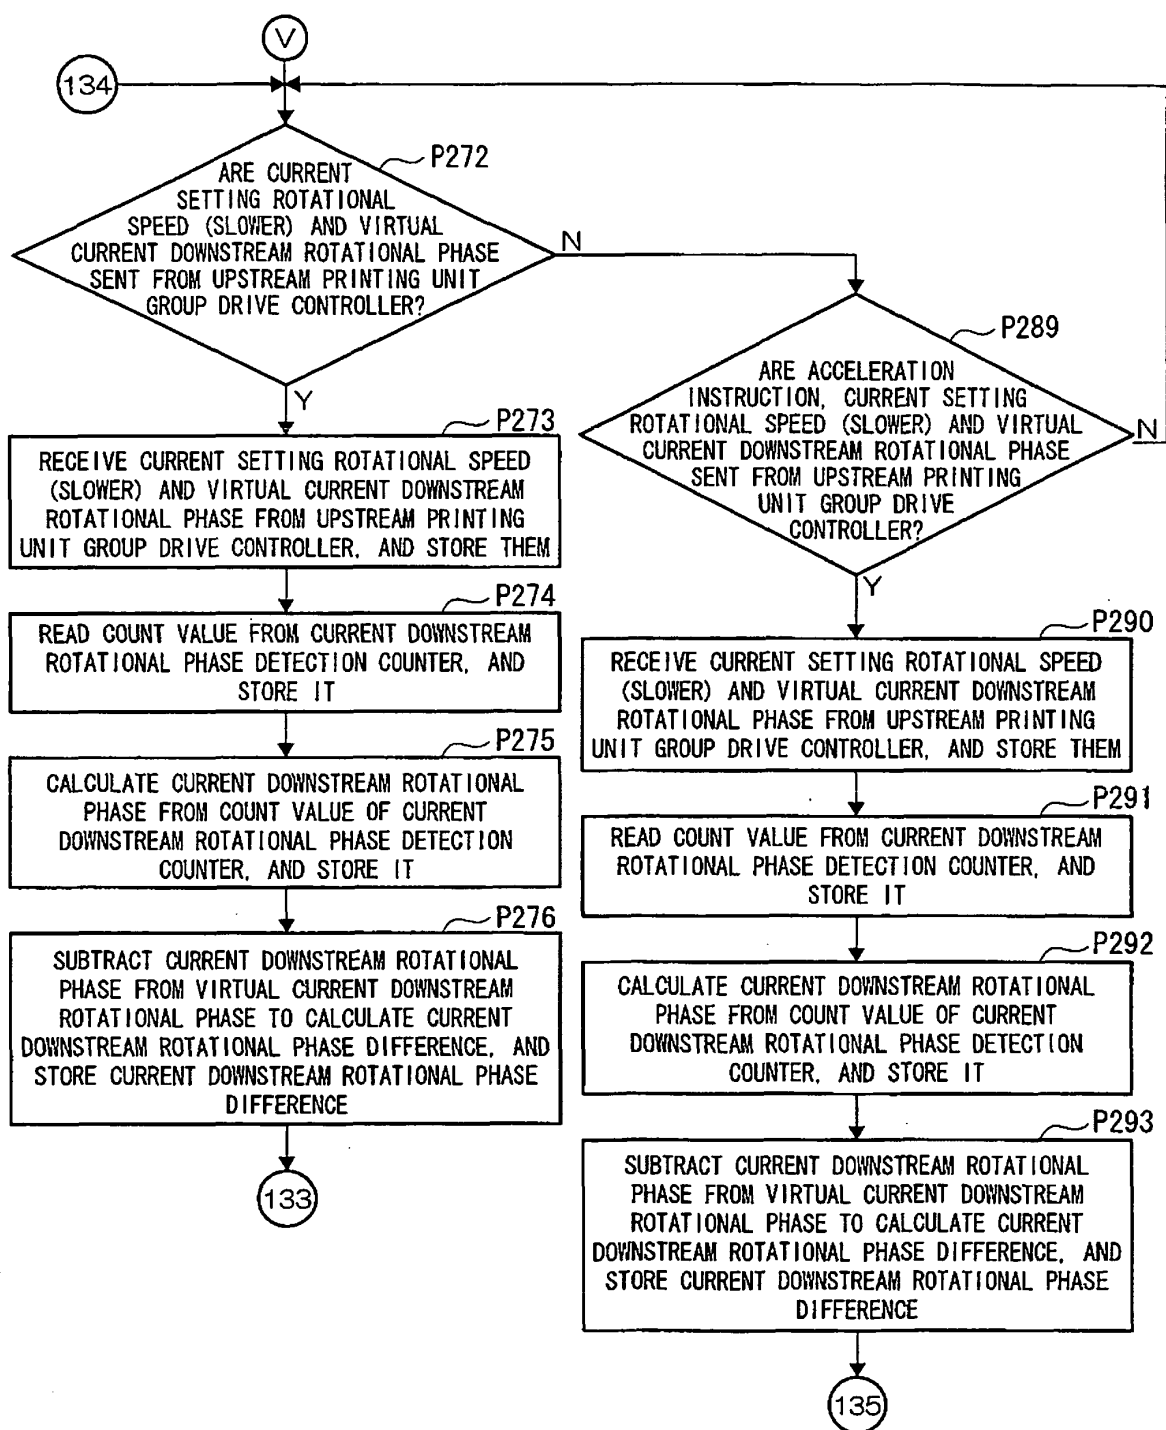 V
134
P272
ARE CURRENT
SETTING ROTATIONAL
SPEED (SLOWER) AND VIRTUAL
CURRENT DOWNSTREAM ROTATIONAL PHASE
SENT FROM UPSTREAM PRINTING UNIT
GROUP DRIVE CONTROLLER?
N
Y
P273
RECEIVE CURRENT SETTING ROTATIONAL SPEED
(SLOWER) AND VIRTUAL CURRENT DOWNSTREAM
ROTATIONAL PHASE FROM UPSTREAM PRINTING
UNIT GROUP DRIVE CONTROLLER, AND STORE THEM
P274
READ COUNT VALUE FROM CURRENT DOWNSTREAM
ROTATIONAL PHASE DETECTION COUNTER, AND
STORE IT
P275
CALCULATE CURRENT DOWNSTREAM ROTATIONAL
PHASE FROM COUNT VALUE OF CURRENT
DOWNSTREAM ROTATIONAL PHASE DETECTION
COUNTER, AND STORE IT
P276
SUBTRACT CURRENT DOWNSTREAM ROTATIONAL
PHASE FROM VIRTUAL CURRENT DOWNSTREAM
ROTATIONAL PHASE TO CALCULATE CURRENT
DOWNSTREAM ROTATIONAL PHASE DIFFERENCE, AND
STORE CURRENT DOWNSTREAM ROTATIONAL PHASE
DIFFERENCE
133
P289
ARE ACCELERATION
INSTRUCTION, CURRENT SETTING
ROTATIONAL SPEED (SLOWER) AND VIRTUAL
CURRENT DOWNSTREAM ROTATIONAL PHASE
SENT FROM UPSTREAM PRINTING
UNIT GROUP DRIVE
CONTROLLER?
N
Y
P290
RECEIVE CURRENT SETTING ROTATIONAL SPEED
(SLOWER) AND VIRTUAL CURRENT DOWNSTREAM
ROTATIONAL PHASE FROM UPSTREAM PRINTING
UNIT GROUP DRIVE CONTROLLER, AND STORE THEM
P291
READ COUNT VALUE FROM CURRENT DOWNSTREAM
ROTATIONAL PHASE DETECTION COUNTER, AND
STORE IT
P292
CALCULATE CURRENT DOWNSTREAM ROTATIONAL
PHASE FROM COUNT VALUE OF CURRENT
DOWNSTREAM ROTATIONAL PHASE DETECTION
COUNTER, AND STORE IT
P293
SUBTRACT CURRENT DOWNSTREAM ROTATIONAL
PHASE FROM VIRTUAL CURRENT DOWNSTREAM
ROTATIONAL PHASE TO CALCULATE CURRENT
DOWNSTREAM ROTATIONAL PHASE DIFFERENCE, AND
STORE CURRENT DOWNSTREAM ROTATIONAL PHASE
DIFFERENCE
135